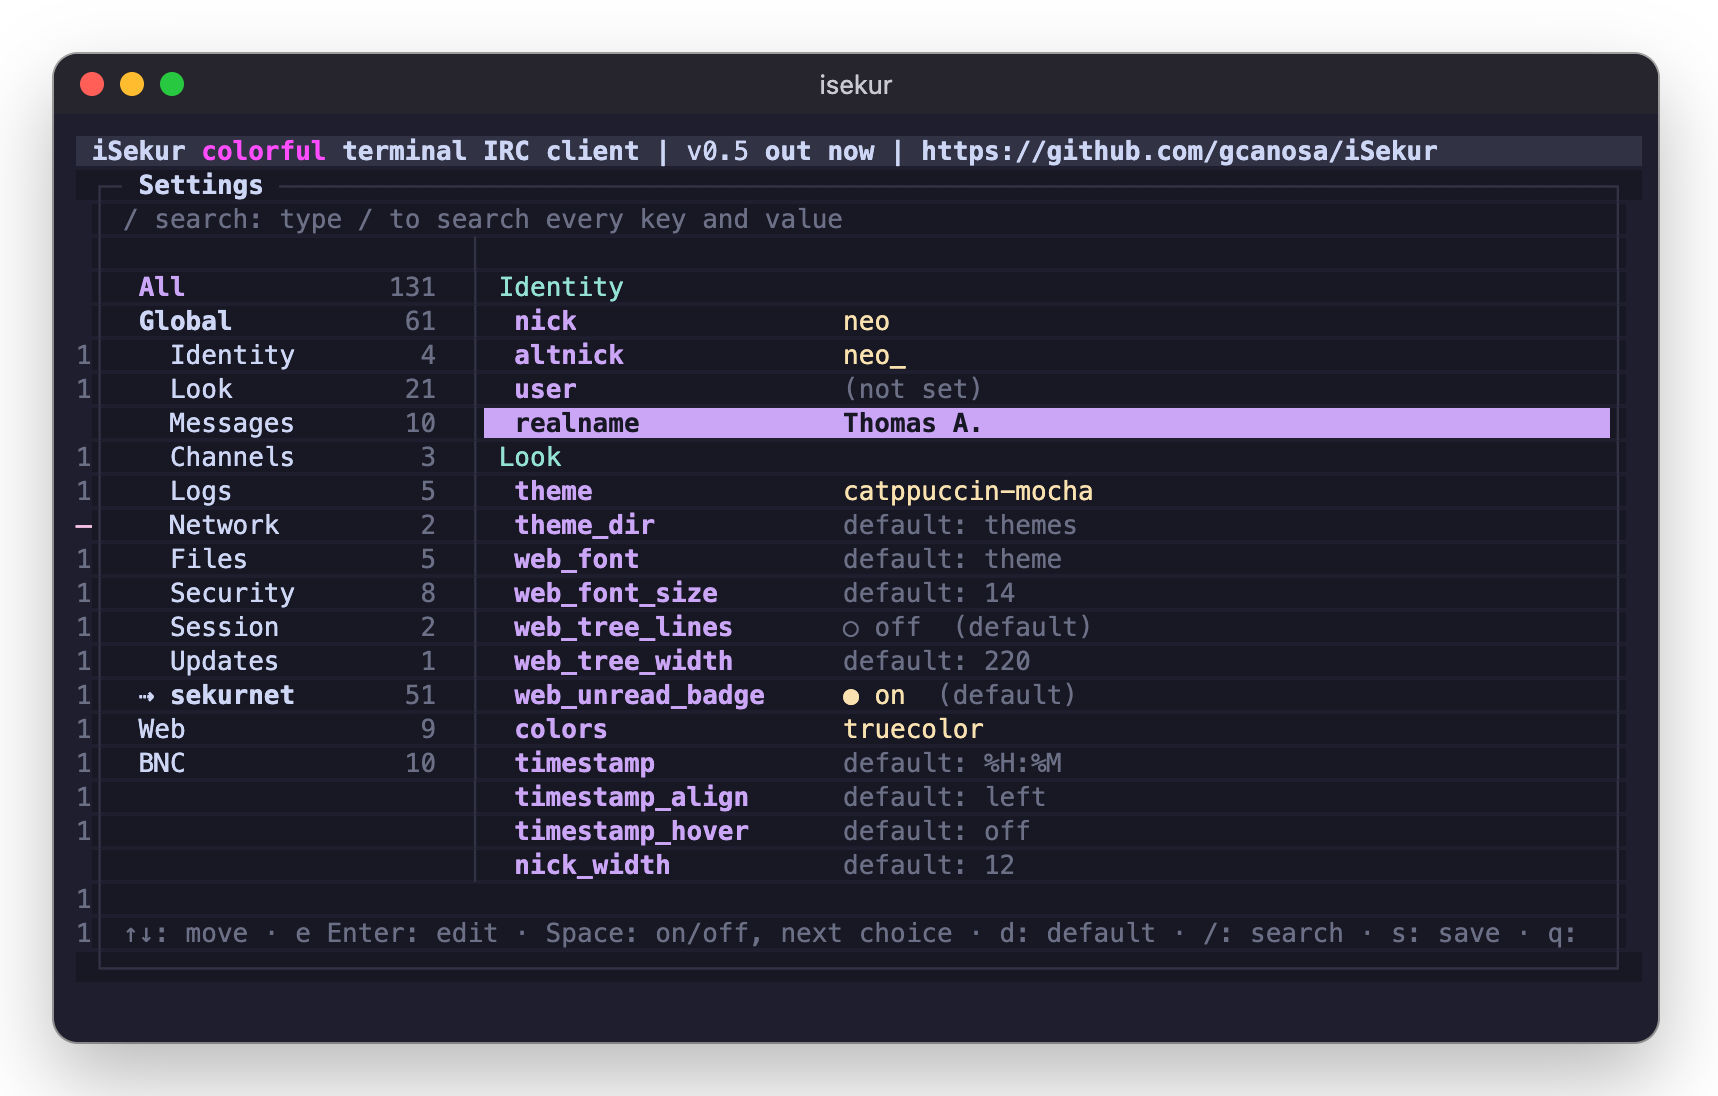 isekur
iSekur colorful terminal IRC client | v0.5 out now | https://github.com/gcanosa/iSekur
Settings
/ search: type / to search every key and value
All 131 Identity
Global 61 nick neo
1 Identity 4 altnick neo_
1 Look 21 user (not set)
Messages 10 realname Thomas A.
1 Channels 3 Look
1 Logs 5 theme catppuccin-mocha
— Network 2 theme_dir default: themes
1 Files 5 web_font default: theme
1 Security 8 web_font_size default: 14
1 Session 2 web_tree_lines ○ off (default)
1 Updates 1 web_tree_width default: 220
1 ⇢ sekurnet 51 web_unread_badge ● on (default)
1 Web 9 colors truecolor
1 BNC 10 timestamp default: %H:%M
1 timestamp_align default: left
1 timestamp_hover default: off
nick_width default: 12
1
1 ↑↓: move · e Enter: edit · Space: on/off, next choice · d: default · /: search · s: save · q: